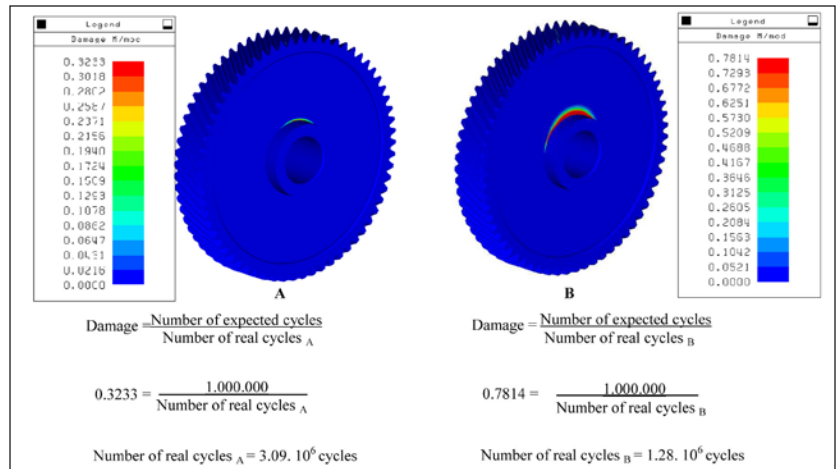 Legend
Damage M/moc
0.3233
0.3018
0.2802
0.2587
0.2371
0.2156
0.1940
0.1724
0.1509
0.1293
0.1078
0.0862
0.0647
0.0431
0.0216
0.0000
Legend
Damage M/mod
0.7814
0.7293
0.6772
0.6251
0.5730
0.5209
0.4688
0.4167
0.3646
0.3125
0.2605
0.2084
0.1563
0.1042
0.0521
0.0000
A
B
Damage = Number of expected cycles
Number of real cycles A
Damage = Number of expected cycles
Number of real cycles B
0.3233 = 1.000.000
Number of real cycles A
0.7814 = 1.000.000
Number of real cycles B
Number of real cycles A = 3.09. 10⁶ cycles
Number of real cycles B = 1.28. 10⁶ cycles